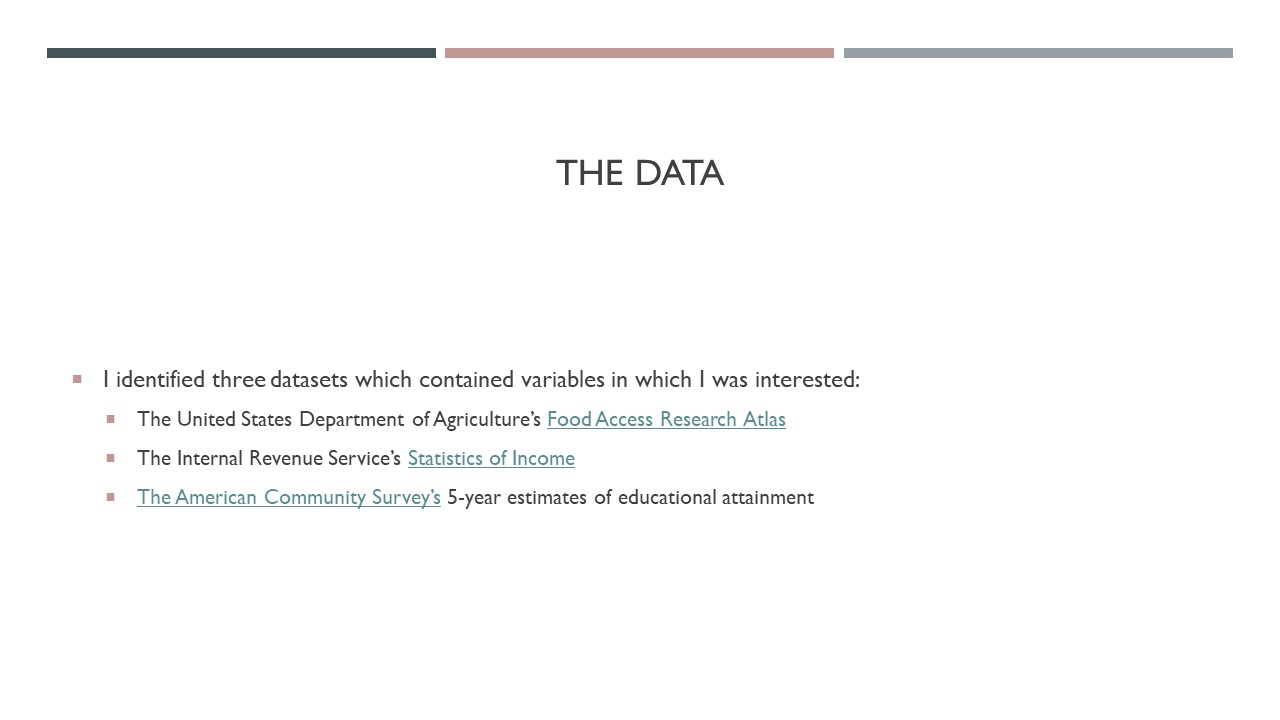 THE DATA
I identified three datasets which contained variables in which I was interested:
The United States Department of Agriculture’s Food Access Research Atlas
The Internal Revenue Service’s Statistics of Income
The American Community Survey’s 5-year estimates of educational attainment